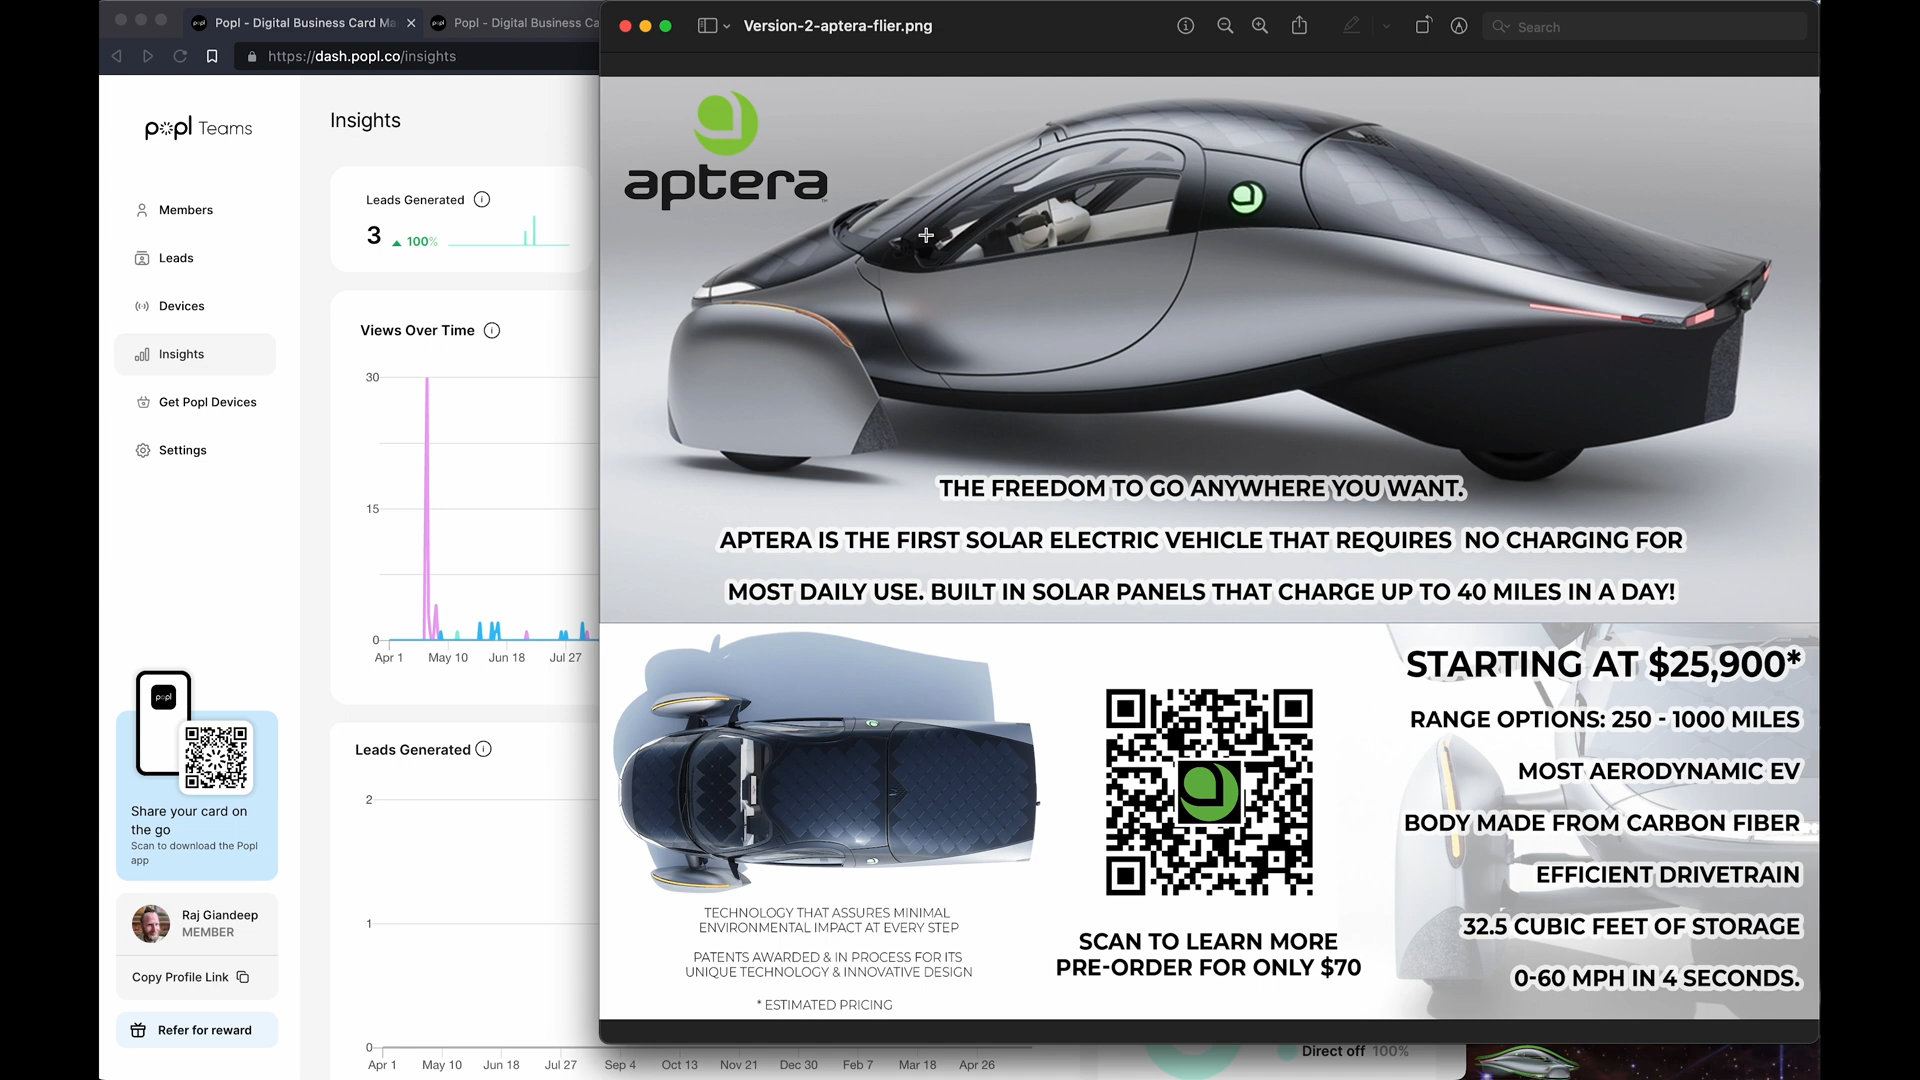 Popl - Digital Business Card Ma
Popl - Digital Business Ca
https://dash.popl.co/insights
Version-2-aptera-flier.png
Search
popl Teams
Members
Leads
Devices
Insights
Get Popl Devices
Settings
popl
Share your card on
the go
Scan to download the Popl
app
Raj Giandeep
MEMBER
Copy Profile Link
Refer for reward
Insights
Leads Generated
3 100%
Views Over Time
30
15
0
Apr 1 May 10 Jun 18 Jul 27
Leads Generated
2
1
0
Apr 1 May 10 Jun 18 Jul 27 Sep 4 Oct 13 Nov 21 Dec 30 Feb 7 Mar 18 Apr 26
Direct off 100%
aptera
THE FREEDOM TO GO ANYWHERE YOU WANT.
APTERA IS THE FIRST SOLAR ELECTRIC VEHICLE THAT REQUIRES NO CHARGING FOR
MOST DAILY USE. BUILT IN SOLAR PANELS THAT CHARGE UP TO 40 MILES IN A DAY!
TECHNOLOGY THAT ASSURES MINIMAL
ENVIRONMENTAL IMPACT AT EVERY STEP
PATENTS AWARDED & IN PROCESS FOR ITS
UNIQUE TECHNOLOGY & INNOVATIVE DESIGN
* ESTIMATED PRICING
SCAN TO LEARN MORE
PRE-ORDER FOR ONLY $70
STARTING AT $25,900*
RANGE OPTIONS: 250 - 1000 MILES
MOST AERODYNAMIC EV
BODY MADE FROM CARBON FIBER
EFFICIENT DRIVETRAIN
32.5 CUBIC FEET OF STORAGE
0-60 MPH IN 4 SECONDS.